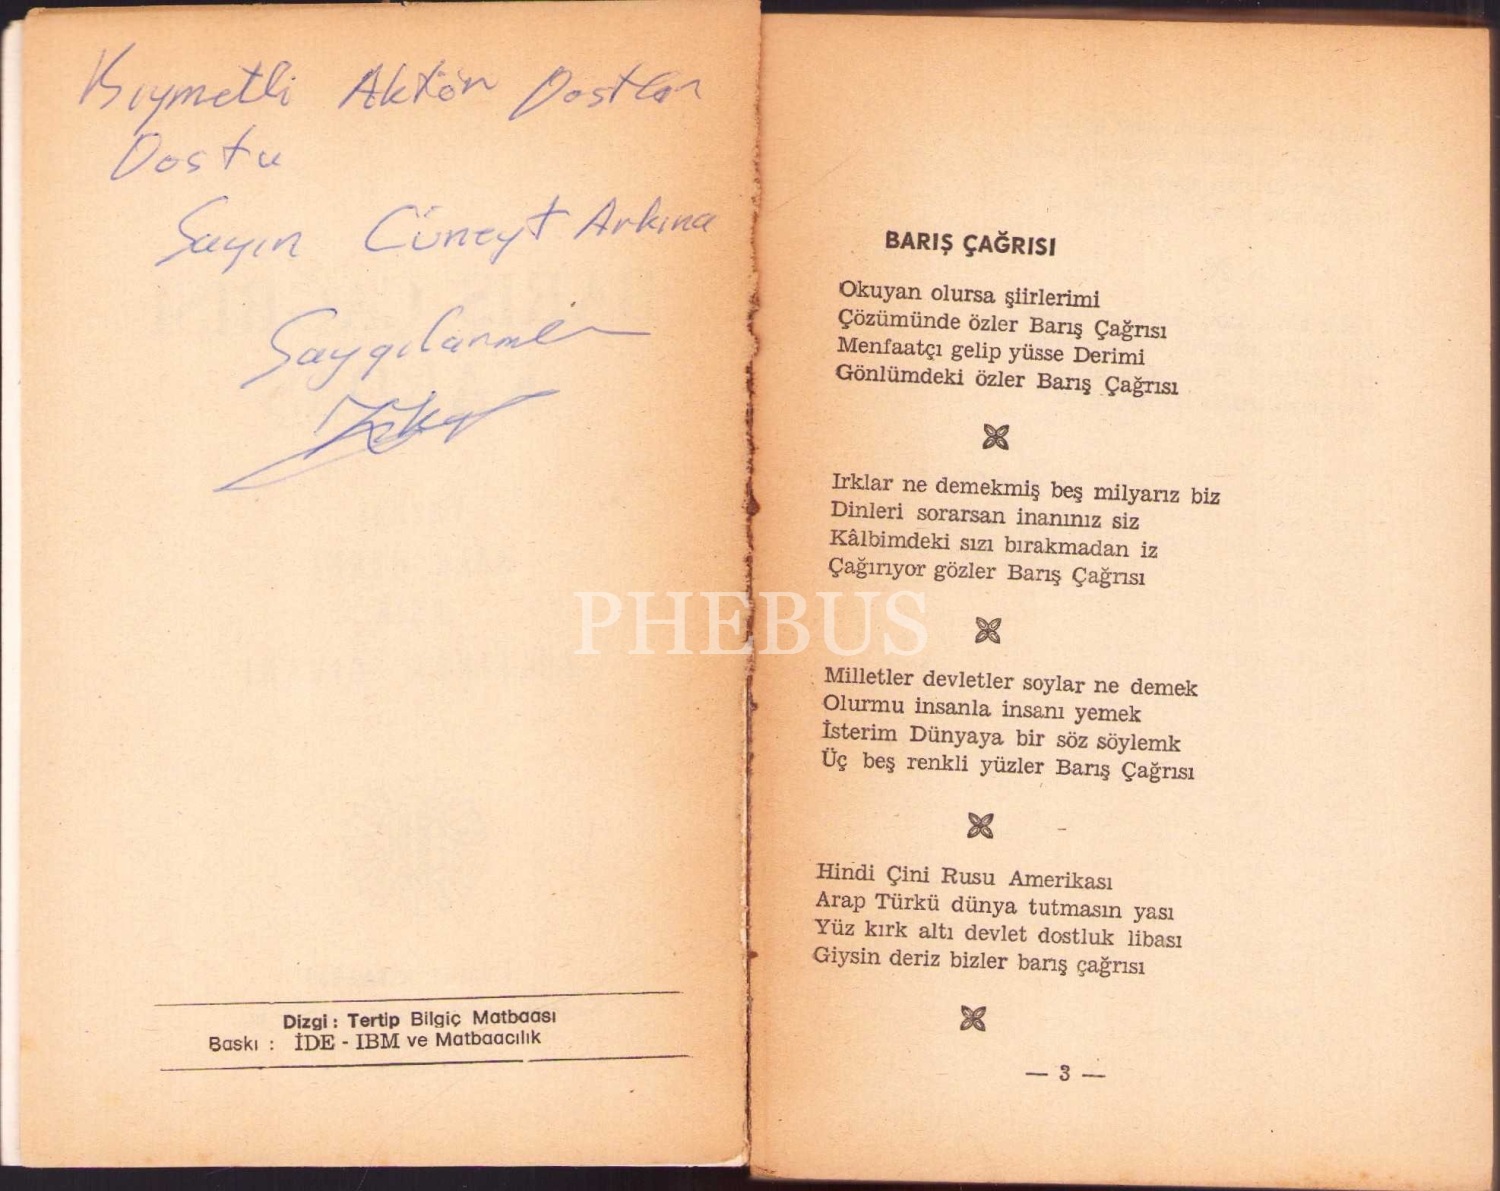 Kıymetli Aktör Dostlar
Dostu
Sayın Cüneyt Arkına
Saygılarımla
Dizgi : Tertip Bilgiç Matbaası
Baskı : İDE - IBM ve Matbaacılık
BARIŞ ÇAĞRISI
Okuyan olursa şiirlerimi
Çözümünde özler Barış Çağrısı
Menfaatçı gelip yüsse Derimi
Gönlümdeki özler Barış Çağrısı
Irklar ne demekmiş beş milyarız biz
Dinleri sorarsan inanınız siz
Kâlbimdeki sızı bırakmadan iz
Çağırıyor gözler Barış Çağrısı
PHEBUS
Milletler devletler soylar ne demek
Olurmu insanla insanı yemek
İsterim Dünyaya bir söz söylemk
Üç beş renkli yüzler Barış Çağrısı
Hindi Çini Rusu Amerikası
Arap Türkü dünya tutmasın yası
Yüz kırk altı devlet dostluk libası
Giysin deriz bizler barış çağrısı
— 3 —